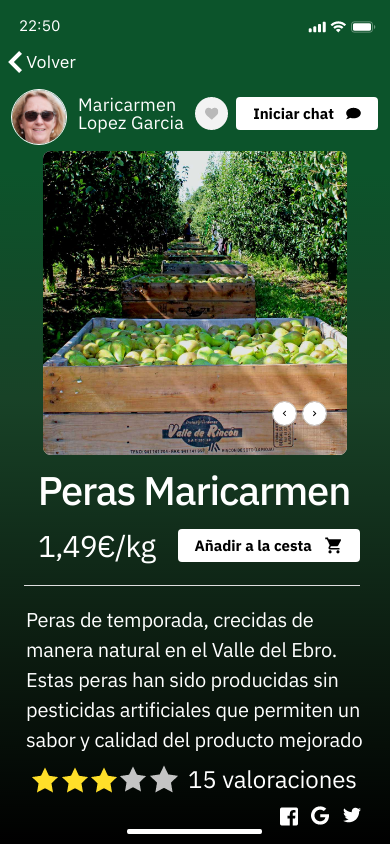 22:50
Volver
Maricarmen
Lopez Garcia
Iniciar chat
Valle de Rincón
Peras Maricarmen
1,49€/kg
Añadir a la cesta
Peras de temporada, crecidas de
manera natural en el Valle del Ebro.
Estas peras han sido producidas sin
pesticidas artificiales que permiten un
sabor y calidad del producto mejorado
15 valoraciones